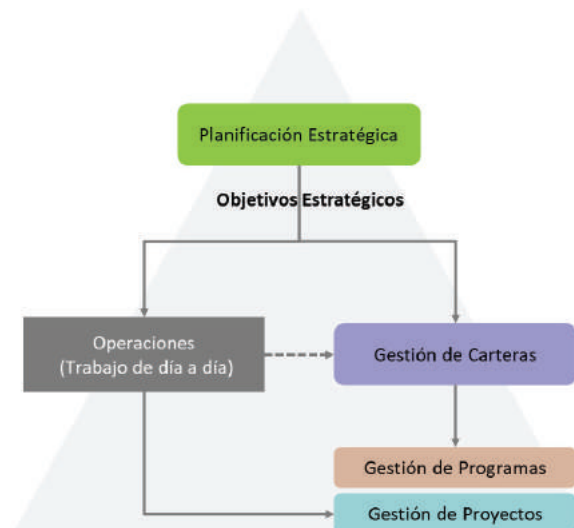 Planificación Estratégica
Objetivos Estratégicos
Operaciones
(Trabajo de día a día)
Gestión de Carteras
Gestión de Programas
Gestión de Proyectos